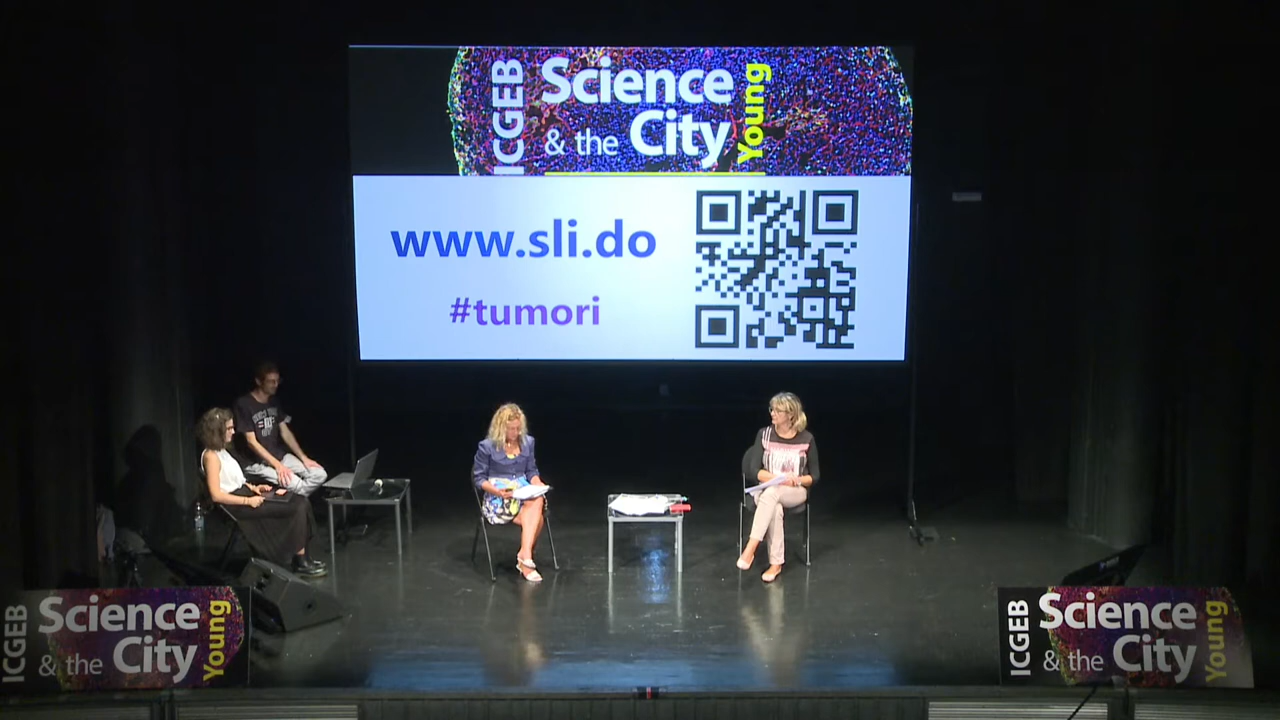 ICGEB
Science
& the City
Young
www.sli.do
#tumori
ICGEB
Science
& the City
Young
ICGEB
Science
& the City
Young